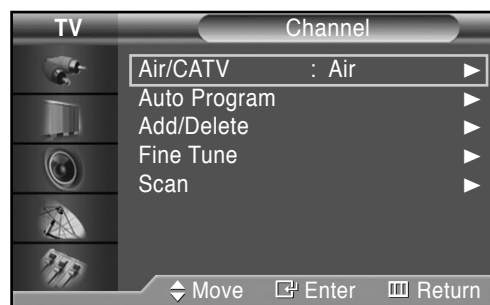 TV Channel
Air/CATV : Air
Auto Program
Add/Delete
Fine Tune
Scan
Move Enter Return